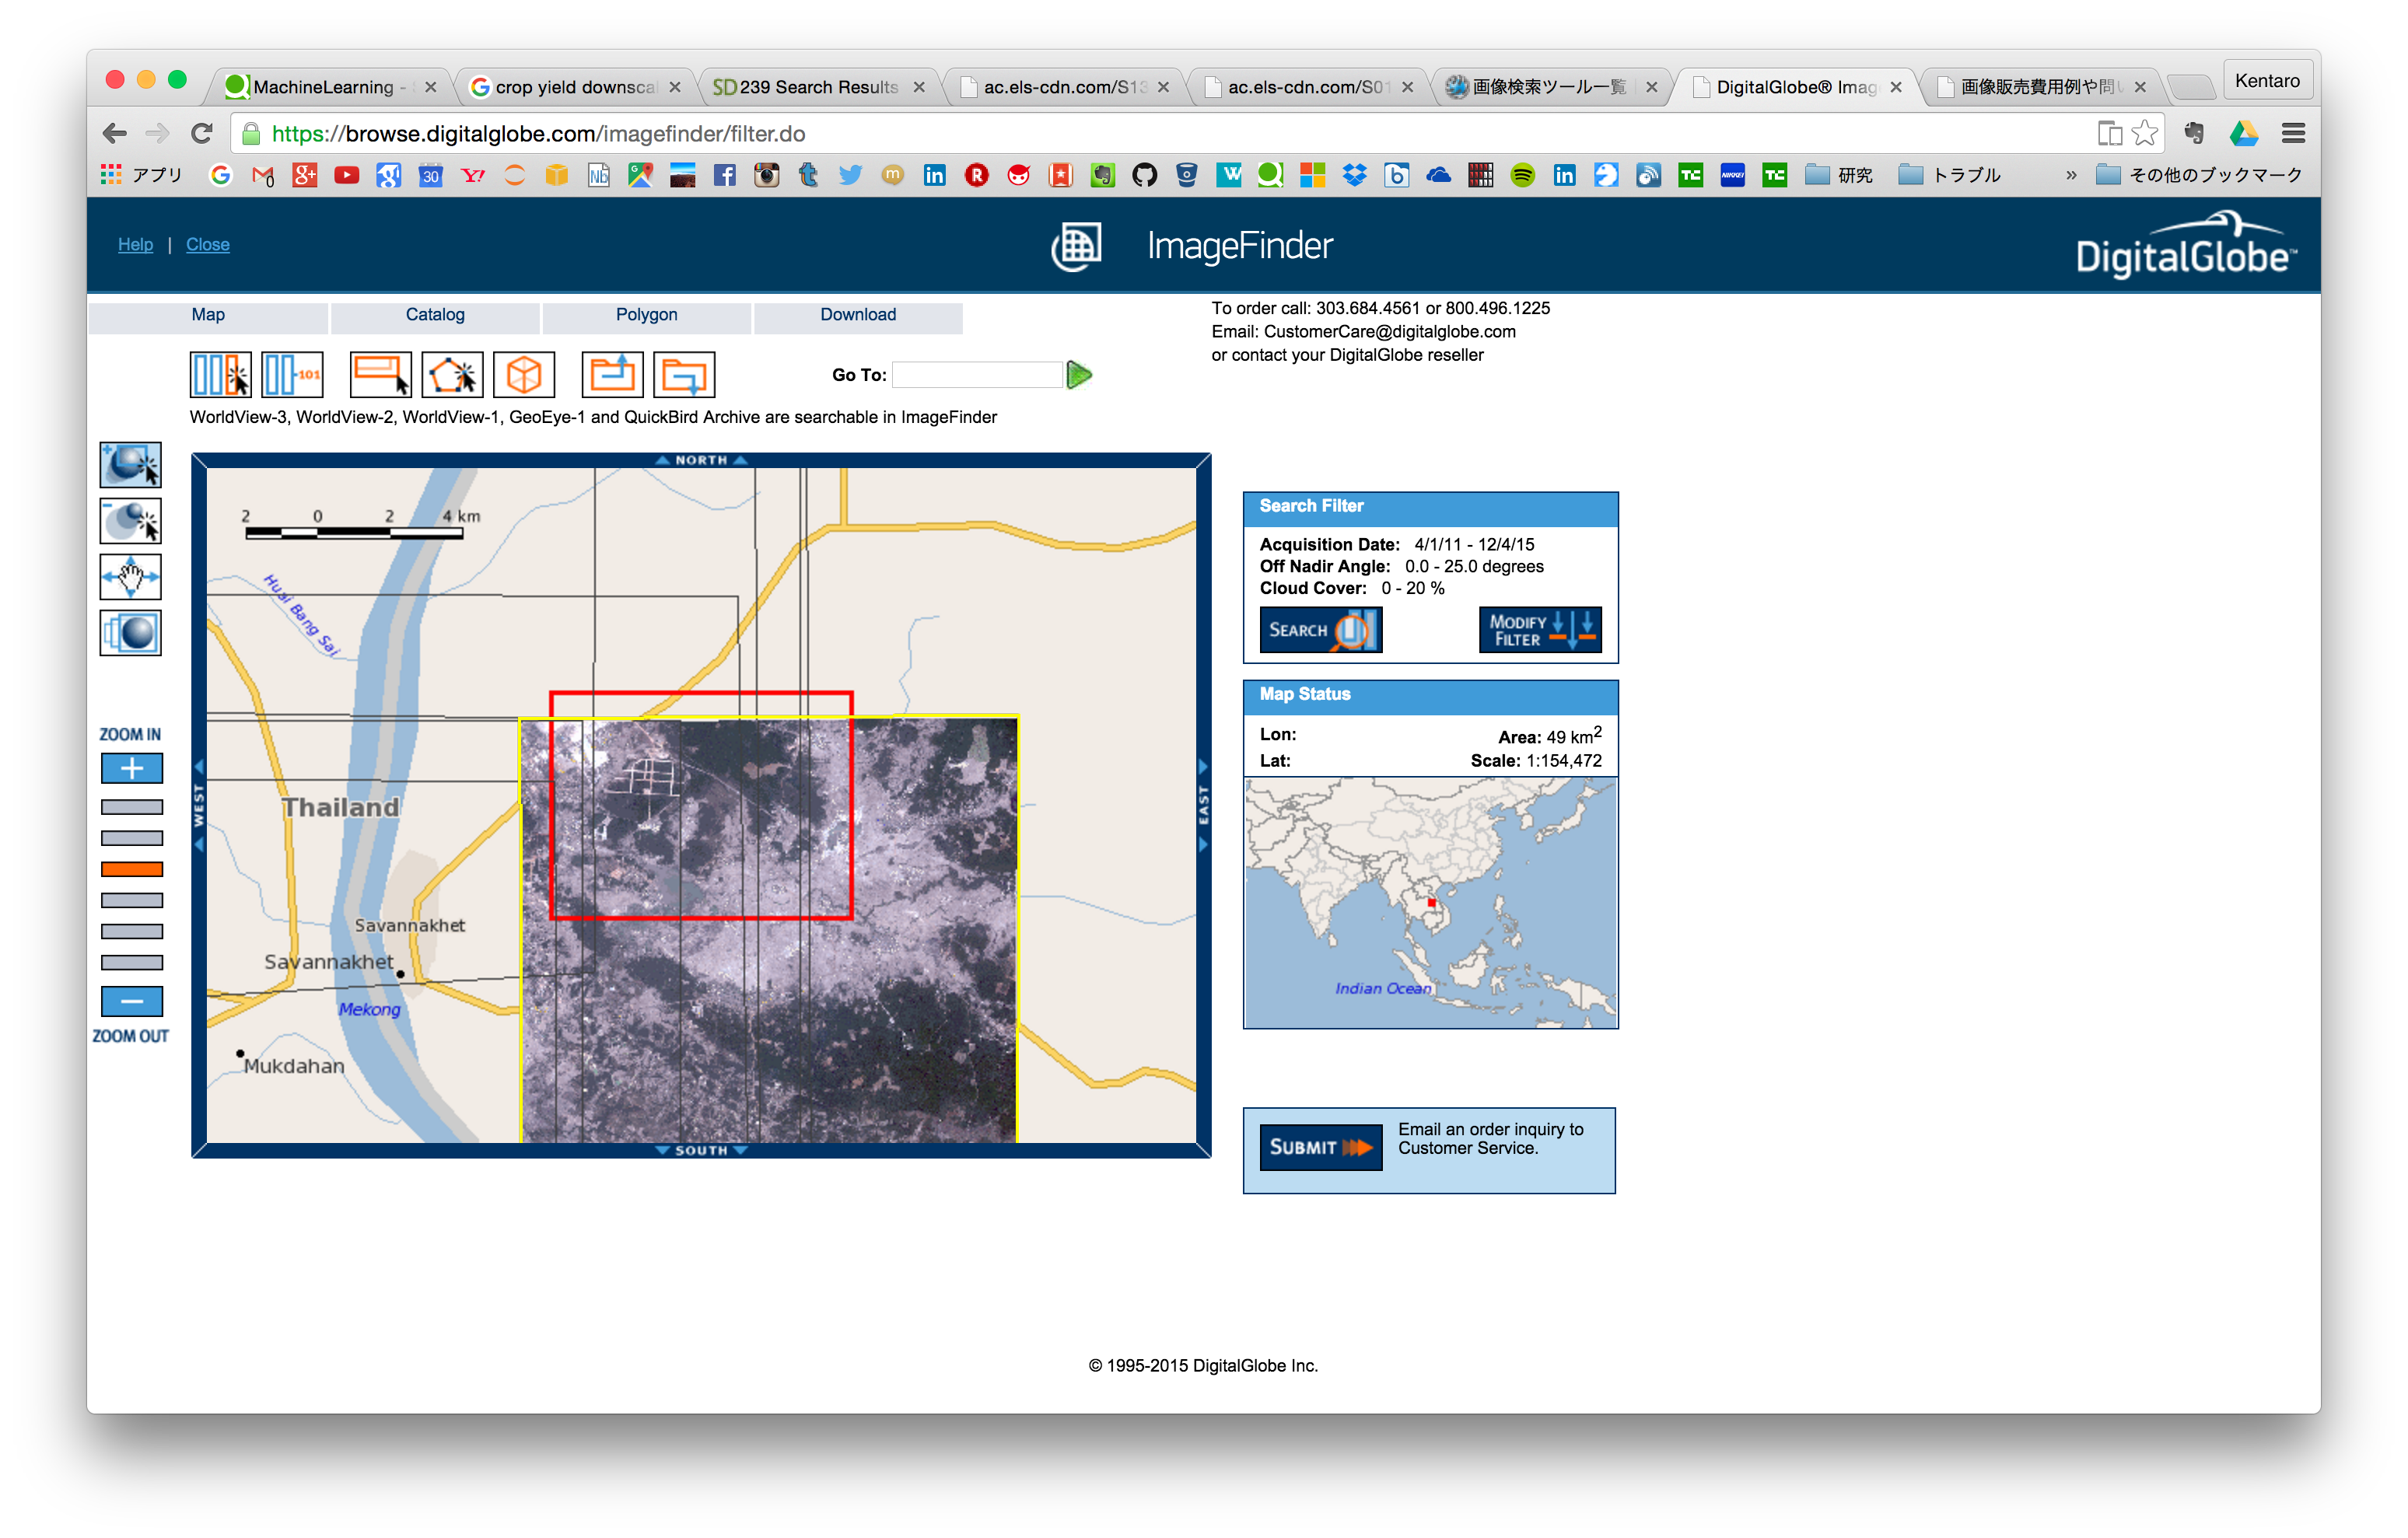 MachineLearning -
crop yield downsca
SD 239 Search Results
ac.els-cdn.com/S13
ac.els-cdn.com/S01
画像検索ツール一覧
DigitalGlobe® Imag
画像販売費用例や問い
Kentaro
https://browse.digitalglobe.com/imagefinder/filter.do
アプリ
研究
トラブル
»
その他のブックマーク
Help | Close
ImageFinder
DigitalGlobe
Map
Catalog
Polygon
Download
To order call: 303.684.4561 or 800.496.1225
Email: CustomerCare@digitalglobe.com
or contact your DigitalGlobe reseller
101
Go To:
WorldView-3, WorldView-2, WorldView-1, GeoEye-1 and QuickBird Archive are searchable in ImageFinder
NORTH
2 0 2 4 km
Huai Bang Sai
Thailand
Savannakhet
Savannakhet
Mekong
Mukdahan
WEST
EAST
SOUTH
ZOOM IN
ZOOM OUT
Search Filter
Acquisition Date: 4/1/11 - 12/4/15
Off Nadir Angle: 0.0 - 25.0 degrees
Cloud Cover: 0 - 20 %
SEARCH
MODIFY FILTER
Map Status
Lon:
Area: 49 km2
Lat:
Scale: 1:154,472
Indian Ocean
SUBMIT
Email an order inquiry to
Customer Service.
© 1995-2015 DigitalGlobe Inc.